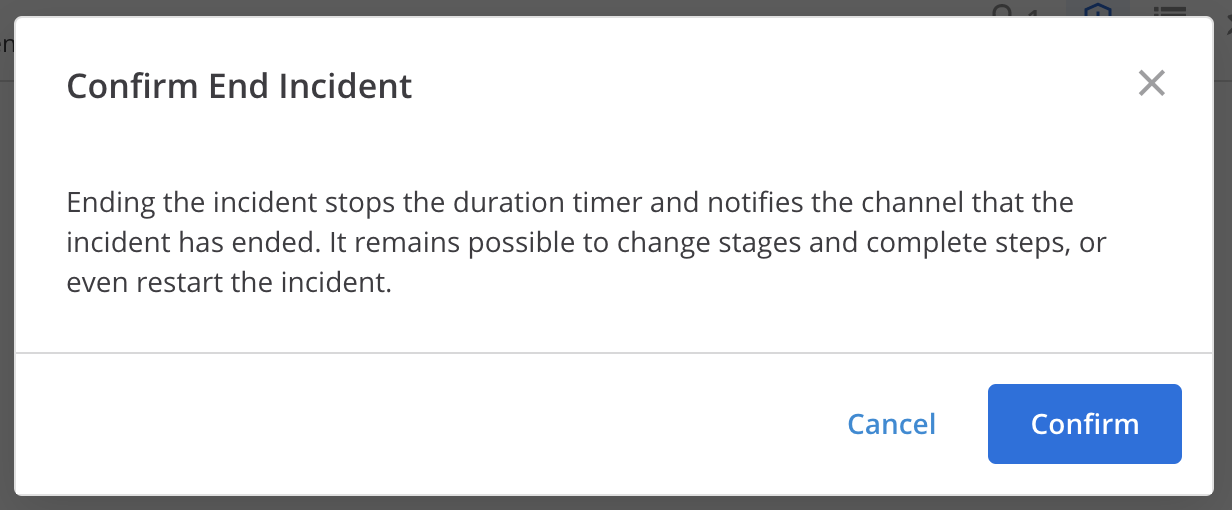 Confirm End Incident
Ending the incident stops the duration timer and notifies the channel that the
incident has ended. It remains possible to change stages and complete steps, or
even restart the incident.
Cancel
Confirm